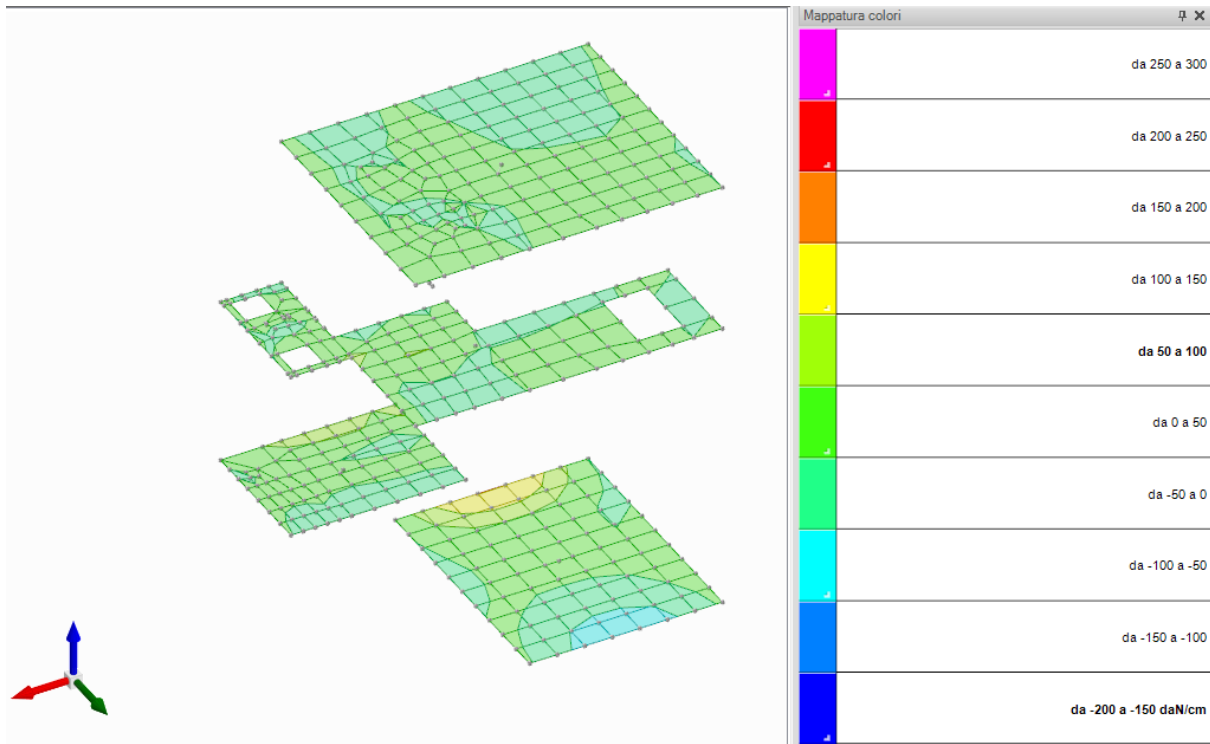 Mappatura colori
da 250 a 300
da 200 a 250
da 150 a 200
da 100 a 150
da 50 a 100
da 0 a 50
da -50 a 0
da -100 a -50
da -150 a -100
da -200 a -150 daN/cm